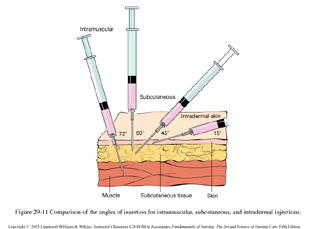 Intramuscular
Subcutaneous
Intradermal skin
72° 90° 45° 15°
Muscle Subcutaneous tissue Skin
Figure 29-11 Comparison of the angles of insertion for intramuscular, subcutaneous, and intradermal injections.
Copyright © 2005 Lippincott Williams & Wilkins. Instructor's Resource CD-ROM to Accompany Fundamentals of Nursing: The Art and Science of Nursing Care, Fifth Edition.